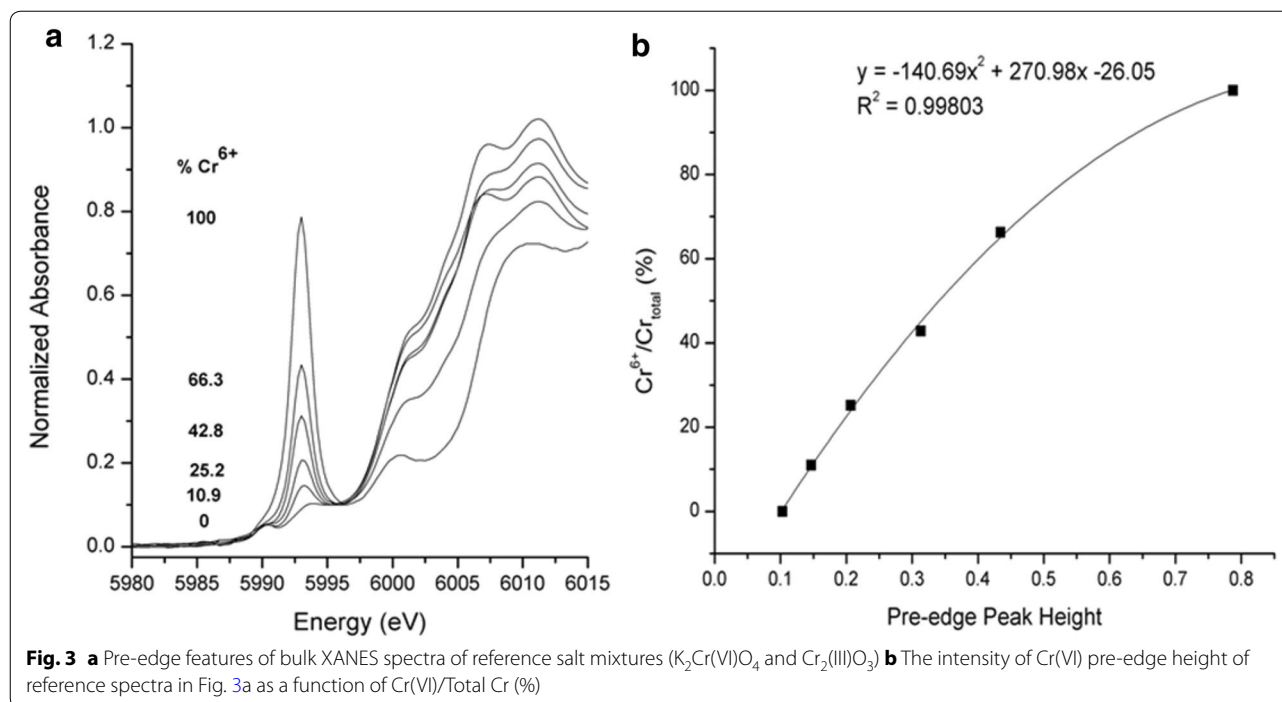 a
1.2
1.0
0.8
0.6
0.4
0.2
0.0
Normalized Absorbance
% Cr⁶⁺
100
66.3
42.8
25.2
10.9
0
5980 5985 5990 5995 6000 6005 6010 6015
Energy (eV)
b
y = -140.69x² + 270.98x -26.05
R² = 0.99803
100
80
60
40
20
0
Cr⁶⁺/Cr_total (%)
0.0 0.1 0.2 0.3 0.4 0.5 0.6 0.7 0.8
Pre-edge Peak Height
Fig. 3 a Pre-edge features of bulk XANES spectra of reference salt mixtures (K₂Cr(VI)O₄ and Cr₂(III)O₃) b The intensity of Cr(VI) pre-edge height of
reference spectra in Fig. 3a as a function of Cr(VI)/Total Cr (%)